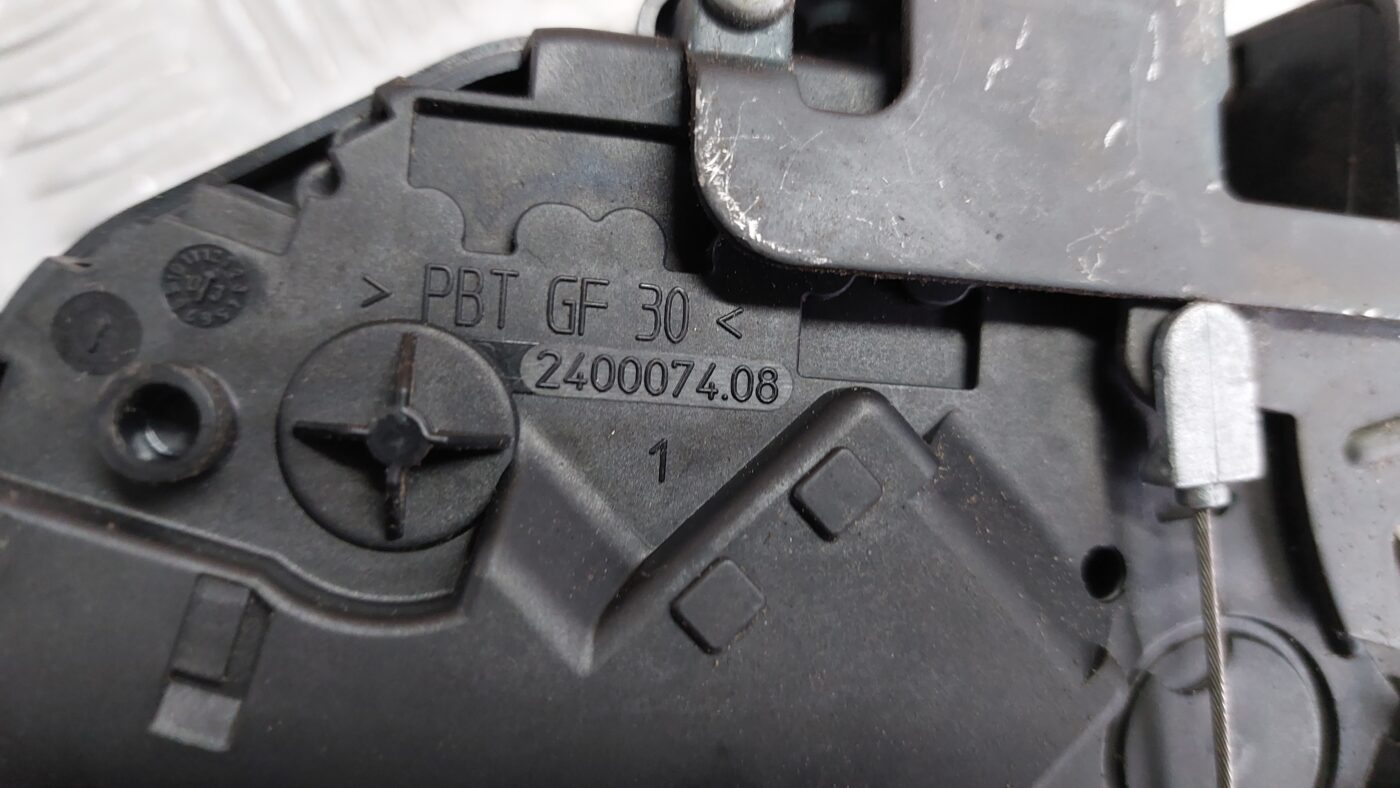 > PBT GF 30 <
2400074.08
1